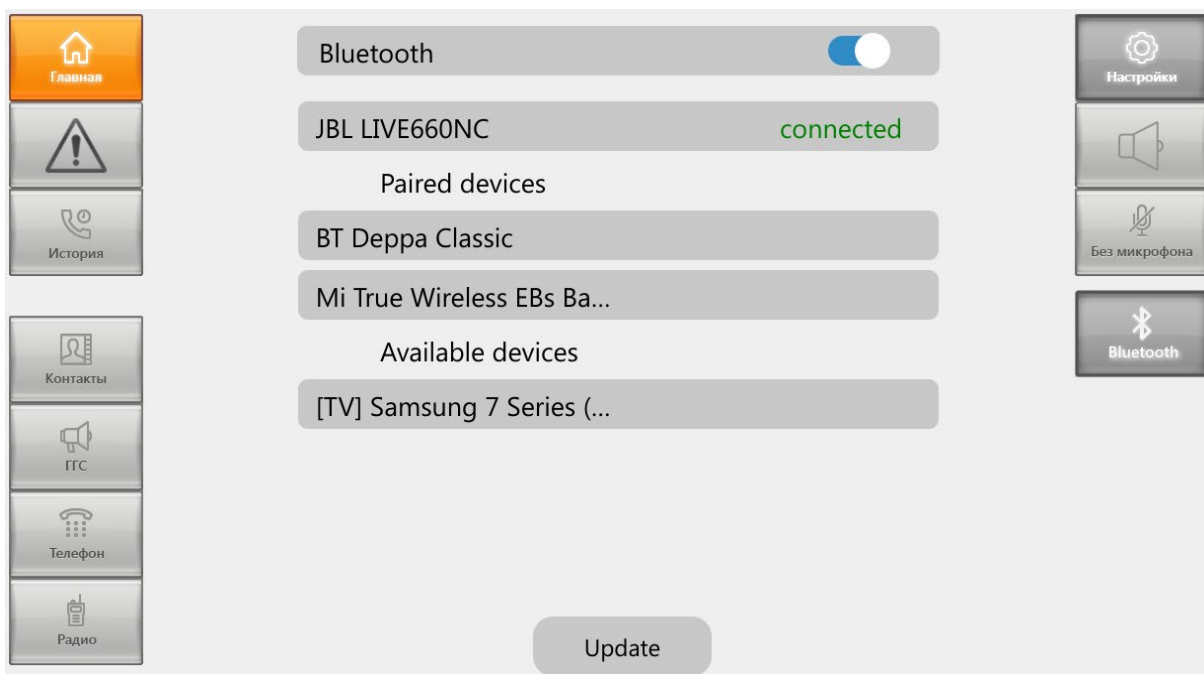 Главная
История
Контакты
ГГС
Телефон
Радио
Bluetooth
JBL LIVE660NC connected
Paired devices
BT Deppa Classic
Mi True Wireless EBs Ba...
Available devices
[TV] Samsung 7 Series (...
Update
Настройки
Без микрофона
Bluetooth